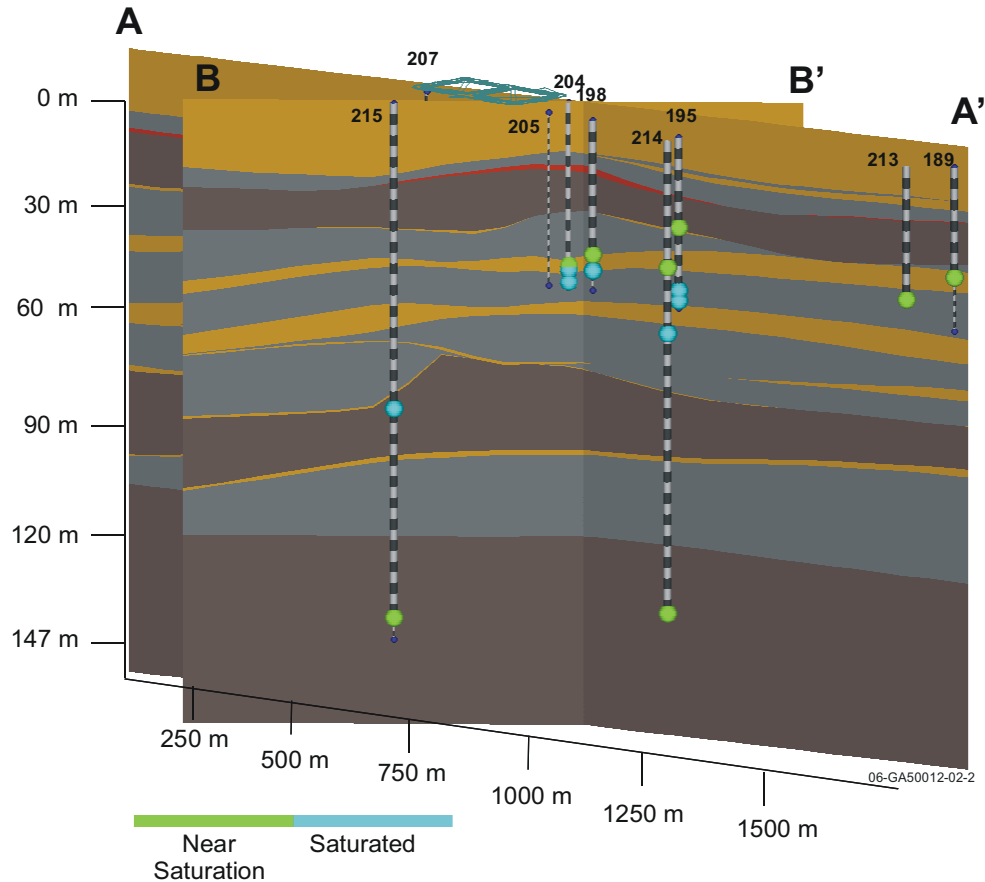 A
B
207
204
198
B'
195
A'
0 m
215
205
214
213
189
30 m
60 m
90 m
120 m
147 m
250 m
500 m
750 m
1000 m
1250 m
1500 m
06-GA50012-02-2
Near
Saturation
Saturated